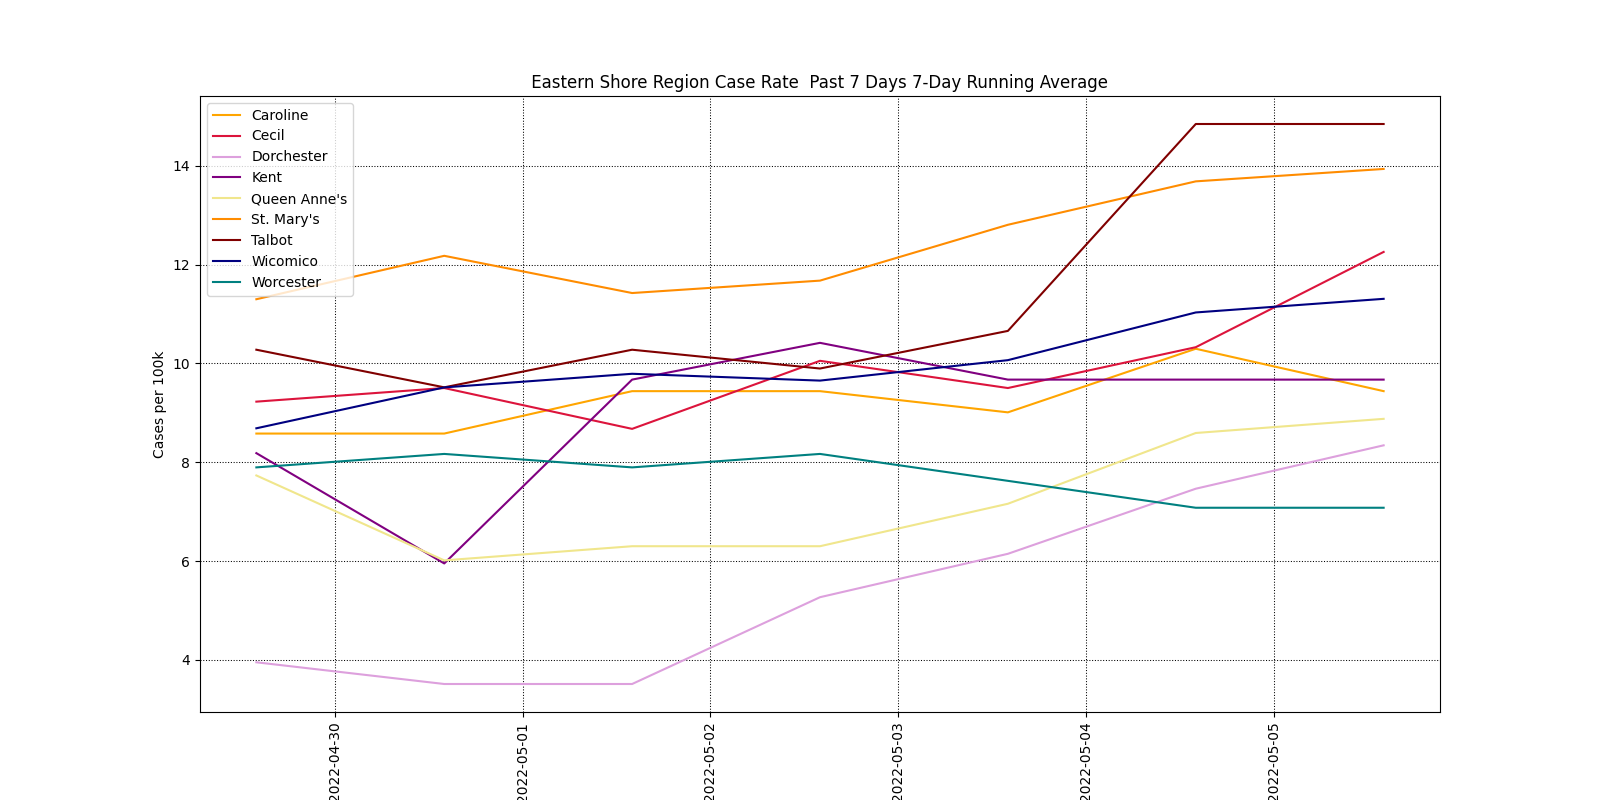 Eastern Shore Region Case Rate  Past 7 Days 7-Day Running Average
Caroline
Cecil
Dorchester
Kent
Queen Anne's
St. Mary's
Talbot
Wicomico
Worcester
Cases per 100k
14
12
10
8
6
4
2022-04-30
2022-05-01
2022-05-02
2022-05-03
2022-05-04
2022-05-05